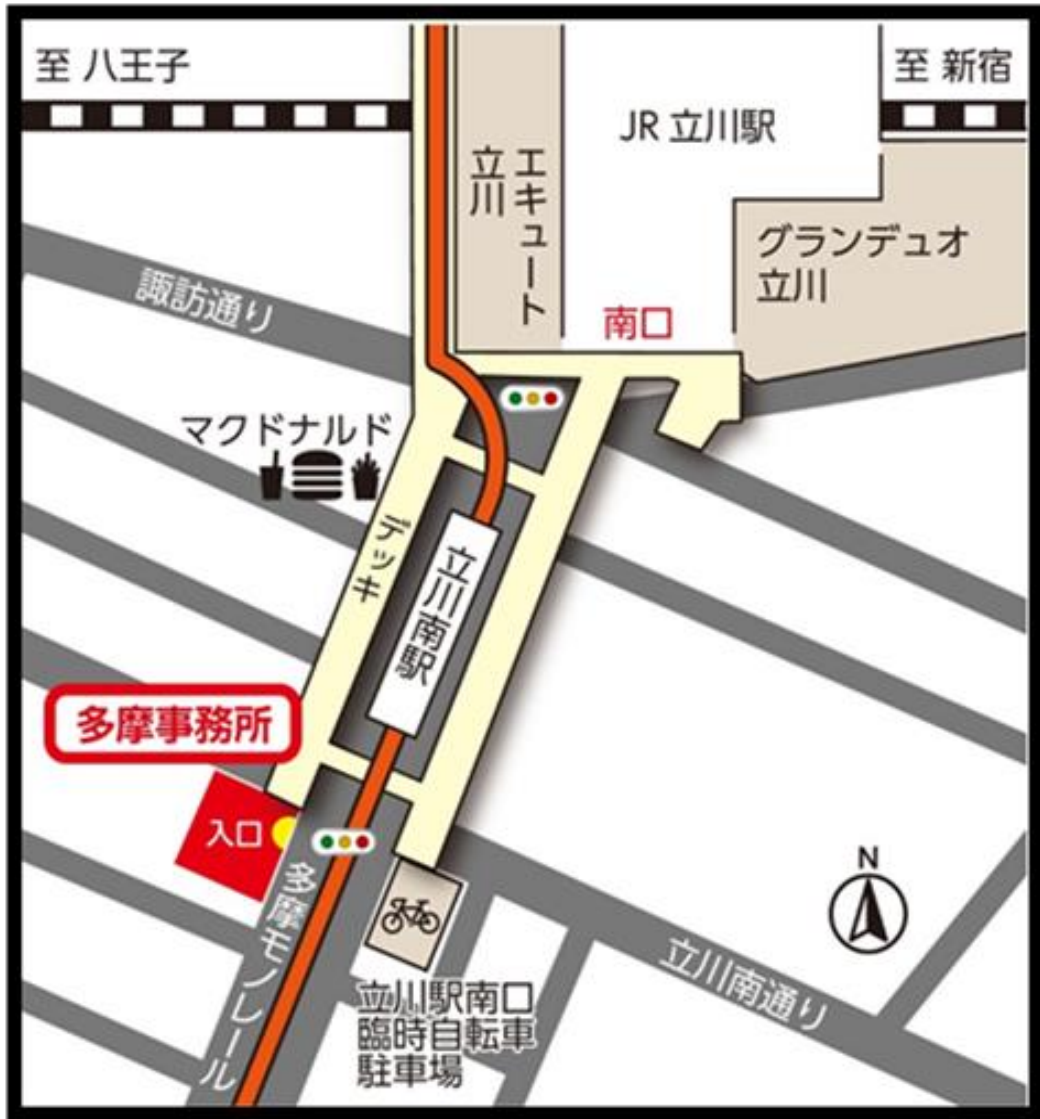 至 八王子
至 新宿
JR 立川駅
エキュート
立川
グランデュオ
立川
南口
諏訪通り
マクドナルド
デッキ
立川南駅
多摩事務所
入口
N
多摩モノレール
立川南通り
立川駅南口
臨時自転車
駐車場